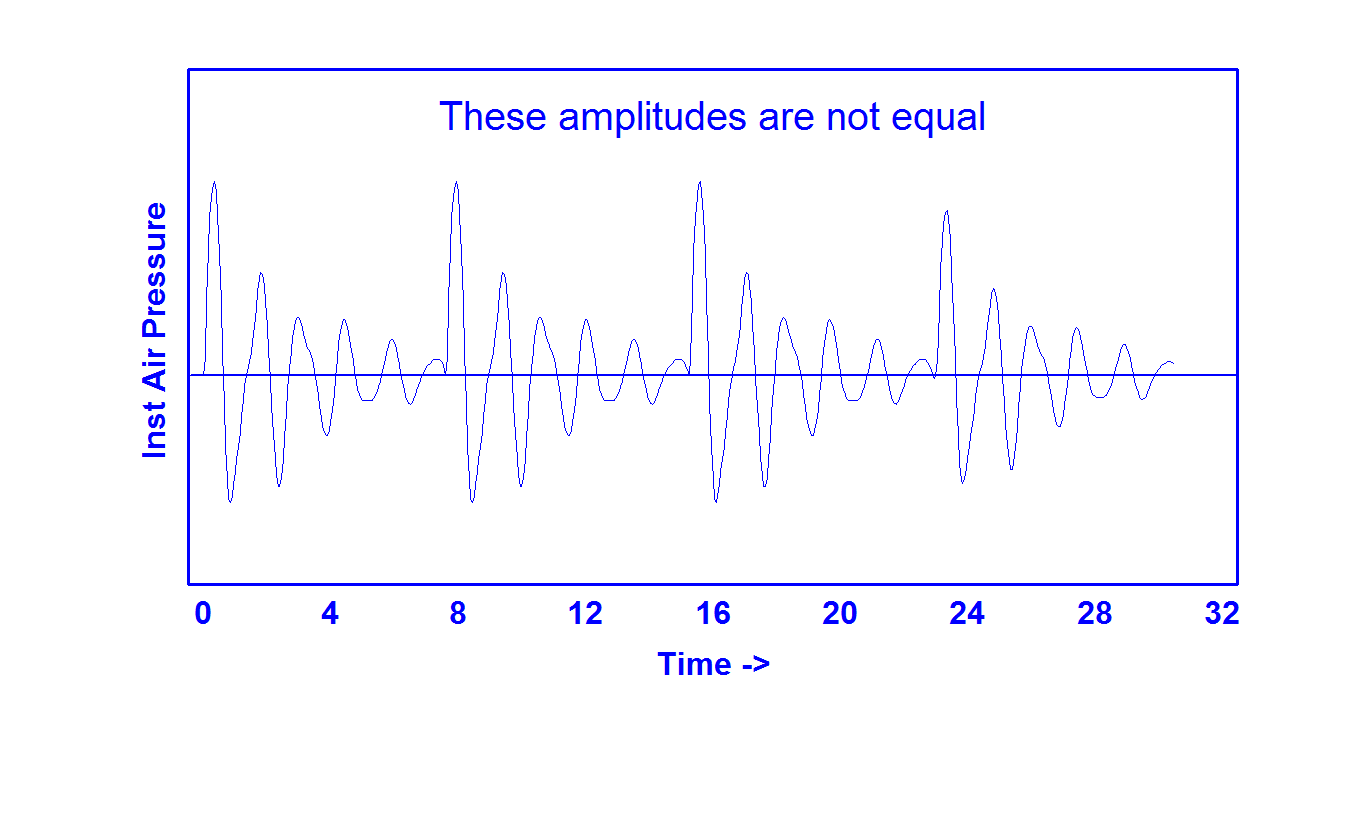 These amplitudes are not equal
Inst Air Pressure
0 4 8 12 16 20 24 28 32
Time ->